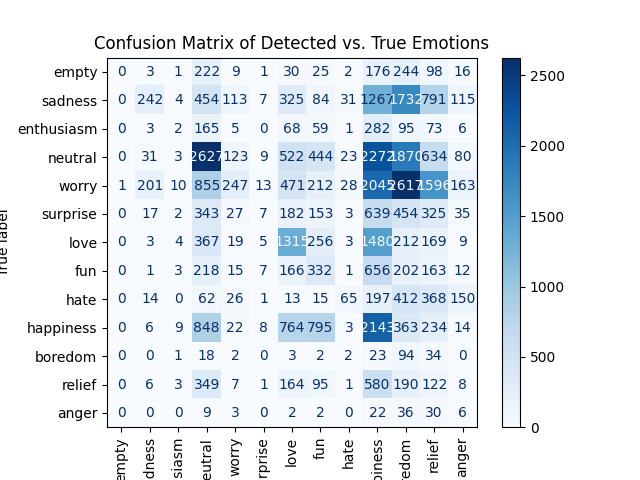 Confusion Matrix of Detected vs. True Emotions
True label
empty 0 3 1 222 9 1 30 25 2 176 244 98 16
sadness 0 242 4 454 113 7 325 84 31 1267 1732 791 115
enthusiasm 0 3 2 165 5 0 68 59 1 282 95 73 6
neutral 0 31 3 2627 123 9 522 444 23 1870 634 80
worry 1 201 10 855 247 13 471 212 28 2045 2617 1596 163
surprise 0 17 2 343 27 7 182 153 3 639 454 325 35
love 0 3 4 367 19 5 1315 256 3 1480 212 169 9
fun 0 1 3 218 15 7 166 332 1 656 202 163 12
hate 0 14 0 62 26 1 13 15 65 197 412 368 150
happiness 0 6 9 848 22 8 764 795 3 2143 363 234 14
boredom 0 0 1 18 2 0 3 2 2 23 94 34 0
relief 0 6 3 349 7 1 164 95 1 580 190 122 8
anger 0 0 0 9 3 0 2 2 0 22 36 30 6
empty
dness
siasm
eutral
worry
rprise
love
fun
hate
piness
redom
relief
anger
2500
2000
1500
1000
500
0